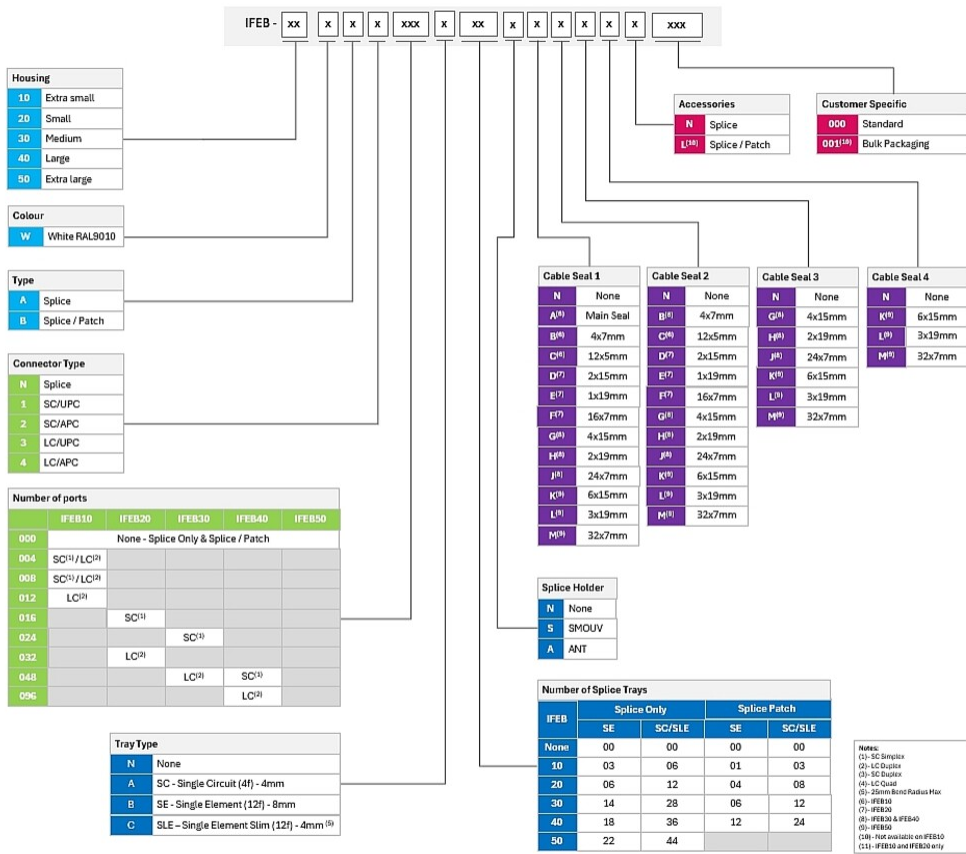 IFEB - xx x x x xxx x xx x x x x x x xxx
Housing
10 Extra small
20 Small
30 Medium
40 Large
50 Extra large
Colour
W White RAL9010
Type
A Splice
B Splice / Patch
Connector Type
N Splice
1 SC/UPC
2 SC/APC
3 LC/UPC
4 LC/APC
Number of ports
IFEB10 IFEB20 IFEB30 IFEB40 IFEB50
000 None - Splice Only & Splice / Patch
004 SC(1) / LC(2)
008 SC(1) / LC(2)
012 LC(2)
016 SC(1)
024 SC(1)
032 LC(2)
048 LC(2) SC(1)
096 LC(2)
Tray Type
N None
A SC - Single Circuit (4f) - 4mm
B SE - Single Element (12f) - 8mm
C SLE – Single Element Slim (12f) - 4mm (5)
Accessories
N Splice
L(10) Splice / Patch
Customer Specific
000 Standard
001(10) Bulk Packaging
Cable Seal 1
N None
A(6) Main Seal
B(6) 4x7mm
C(6) 12x5mm
D(7) 2x15mm
E(7) 1x19mm
F(7) 16x7mm
G(8) 4x15mm
H(8) 2x19mm
J(8) 24x7mm
K(9) 6x15mm
L(9) 3x19mm
M(9) 32x7mm
Cable Seal 2
N None
B(6) 4x7mm
C(6) 12x5mm
D(7) 2x15mm
E(7) 1x19mm
F(7) 16x7mm
G(8) 4x15mm
H(8) 2x19mm
J(8) 24x7mm
K(9) 6x15mm
L(9) 3x19mm
M(9) 32x7mm
Cable Seal 3
N None
G(8) 4x15mm
H(8) 2x19mm
J(8) 24x7mm
K(9) 6x15mm
L(9) 3x19mm
M(9) 32x7mm
Cable Seal 4
N None
K(9) 6x15mm
L(9) 3x19mm
M(9) 32x7mm
Splice Holder
N None
S SMOUV
A ANT
Number of Splice Trays
IFEB Splice Only Splice Patch
SE SC/SLE SE SC/SLE
None 00 00 00 00
10 03 06 01 03
20 06 12 04 08
30 14 28 06 12
40 18 36 12 24
50 22 44
Notes:
(1)- SC Simplex
(2)- LC Duplex
(3)- SC Duplex
(4)- LC Quad
(5)- 25mm Bend Radius Max
(6)- IFEB10
(7)- IFEB20
(8)- IFEB30 & IFEB40
(9)- IFEB50
(10)- Not available on IFEB10
(11)- IFEB10 and IFEB20 only